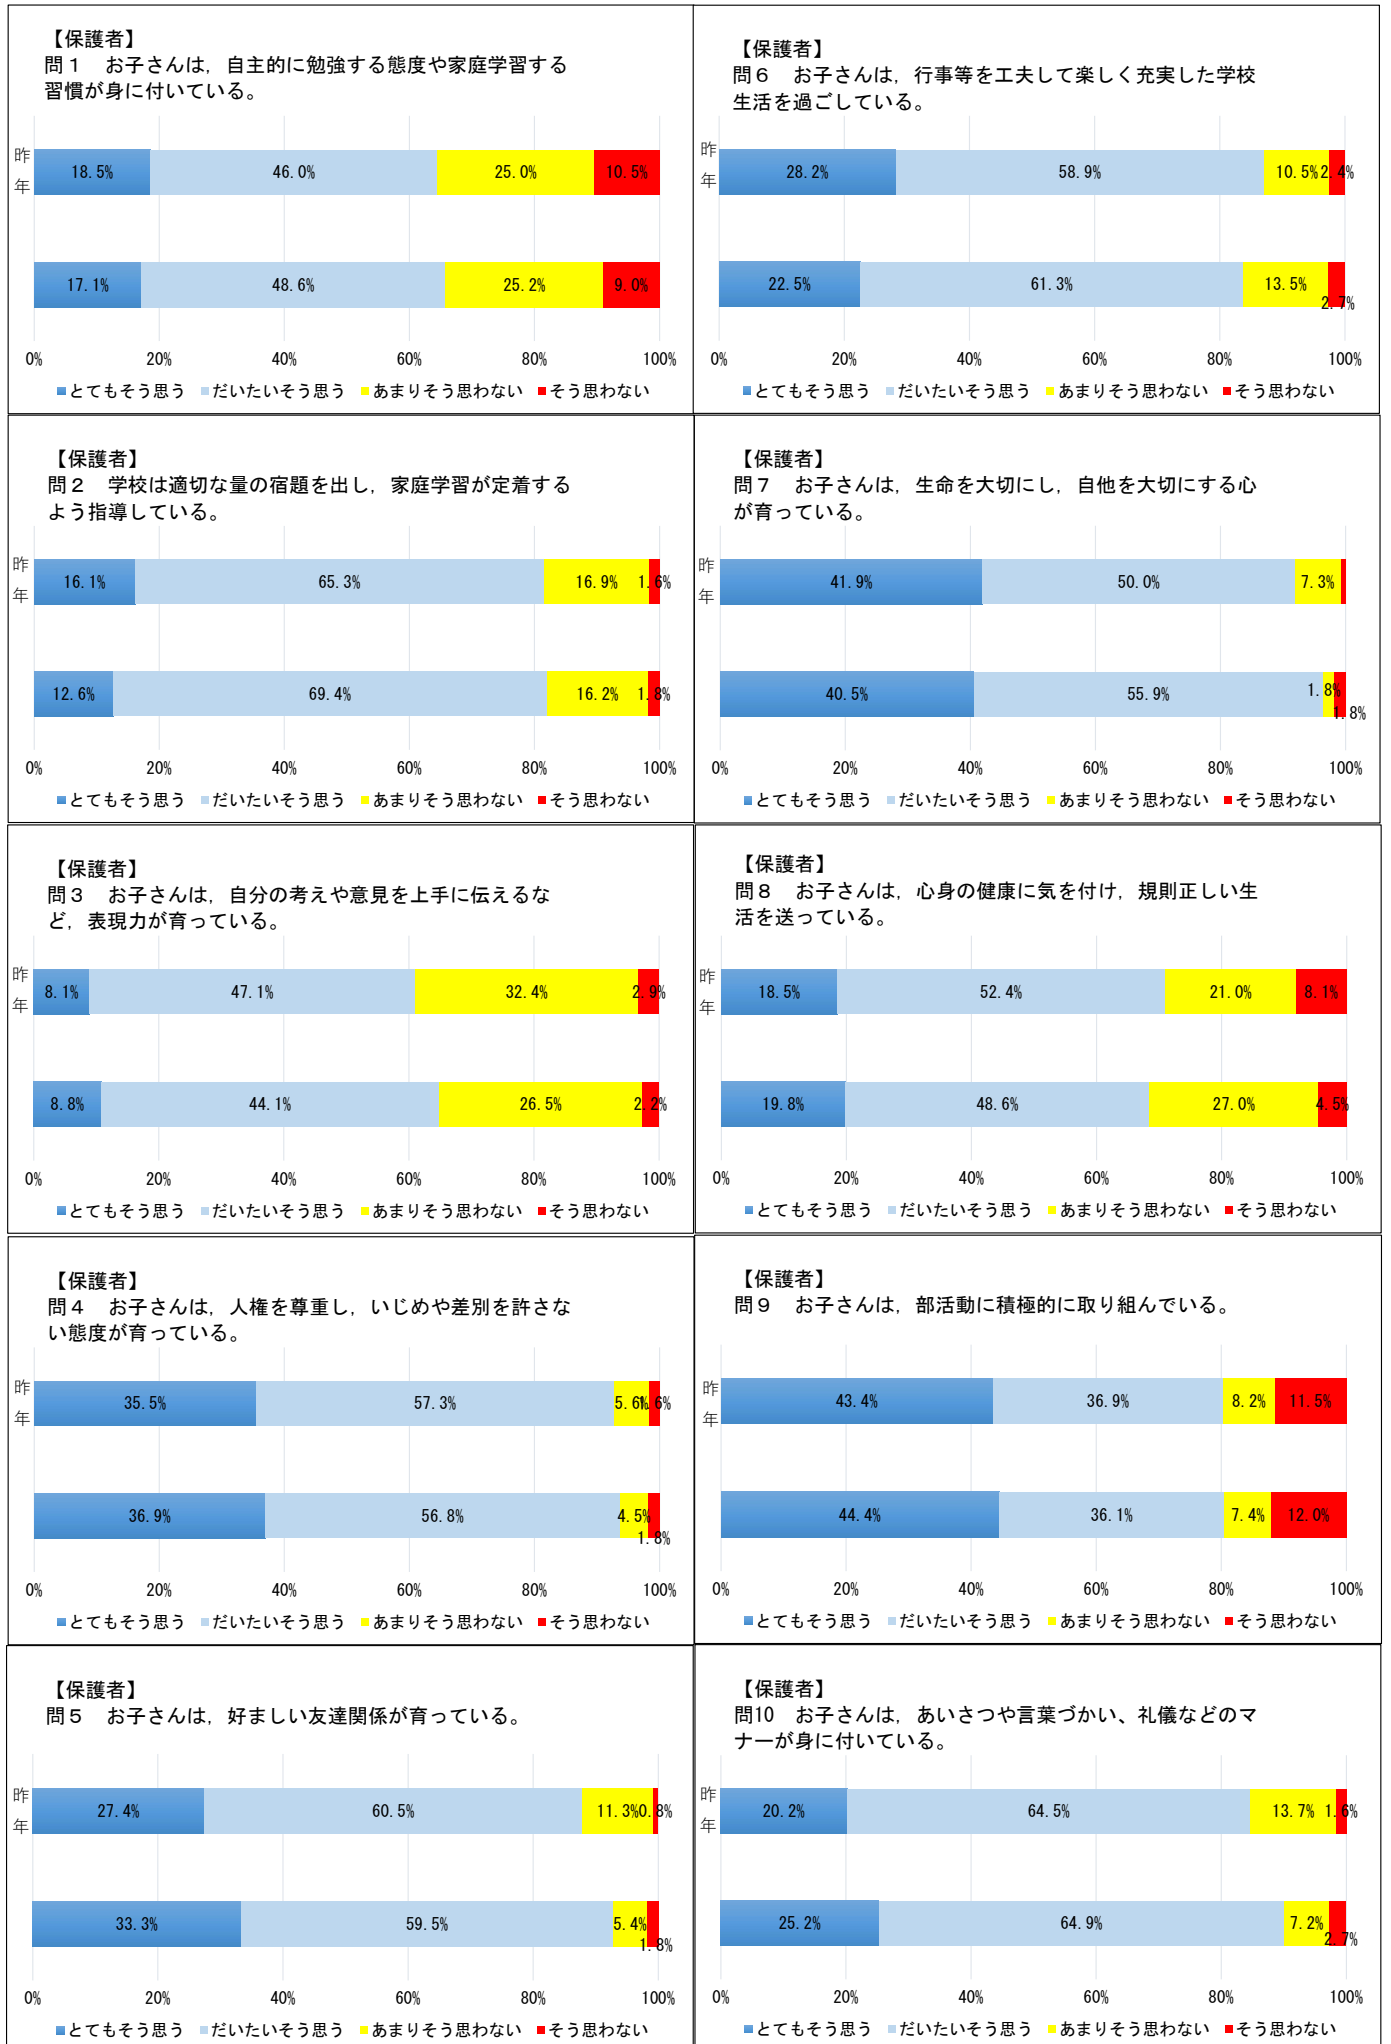 【保護者】
問１　お子さんは，自主的に勉強する態度や家庭学習する
習慣が身に付いている。
昨
年
18.5% 46.0% 25.0% 10.5%
17.1% 48.6% 25.2% 9.0%
0% 20% 40% 60% 80% 100%
とてもそう思う だいたいそう思う あまりそう思わない そう思わない
【保護者】
問２　学校は適切な量の宿題を出し，家庭学習が定着する
よう指導している。
昨
年
16.1% 65.3% 16.9% 1.6%
12.6% 69.4% 16.2% 1.8%
0% 20% 40% 60% 80% 100%
とてもそう思う だいたいそう思う あまりそう思わない そう思わない
【保護者】
問３　お子さんは，自分の考えや意見を上手に伝えるな
ど，表現力が育っている。
昨
年
8.1% 47.1% 32.4% 2.9%
8.8% 44.1% 26.5% 2.2%
0% 20% 40% 60% 80% 100%
とてもそう思う だいたいそう思う あまりそう思わない そう思わない
【保護者】
問４　お子さんは，人権を尊重し，いじめや差別を許さな
い態度が育っている。
昨
年
35.5% 57.3% 5.6% 1.6%
36.9% 56.8% 4.5% 1.8%
0% 20% 40% 60% 80% 100%
とてもそう思う だいたいそう思う あまりそう思わない そう思わない
【保護者】
問５　お子さんは，好ましい友達関係が育っている。
昨
年
27.4% 60.5% 11.3% 0.8%
33.3% 59.5% 5.4% 1.8%
0% 20% 40% 60% 80% 100%
とてもそう思う だいたいそう思う あまりそう思わない そう思わない
【保護者】
問６　お子さんは，行事等を工夫して楽しく充実した学校
生活を過ごしている。
昨
年
28.2% 58.9% 10.5% 2.4%
22.5% 61.3% 13.5% 2.7%
0% 20% 40% 60% 80% 100%
とてもそう思う だいたいそう思う あまりそう思わない そう思わない
【保護者】
問７　お子さんは，生命を大切にし，自他を大切にする心
が育っている。
昨
年
41.9% 50.0% 7.3%
40.5% 55.9% 1.8% 1.8%
0% 20% 40% 60% 80% 100%
とてもそう思う だいたいそう思う あまりそう思わない そう思わない
【保護者】
問８　お子さんは，心身の健康に気を付け，規則正しい生
活を送っている。
昨
年
18.5% 52.4% 21.0% 8.1%
19.8% 48.6% 27.0% 4.5%
0% 20% 40% 60% 80% 100%
とてもそう思う だいたいそう思う あまりそう思わない そう思わない
【保護者】
問９　お子さんは，部活動に積極的に取り組んでいる。
昨
年
43.4% 36.9% 8.2% 11.5%
44.4% 36.1% 7.4% 12.0%
0% 20% 40% 60% 80% 100%
とてもそう思う だいたいそう思う あまりそう思わない そう思わない
【保護者】
問10　お子さんは，あいさつや言葉づかい、礼儀などのマ
ナーが身に付いている。
昨
年
20.2% 64.5% 13.7% 1.6%
25.2% 64.9% 7.2% 2.7%
0% 20% 40% 60% 80% 100%
とてもそう思う だいたいそう思う あまりそう思わない そう思わない